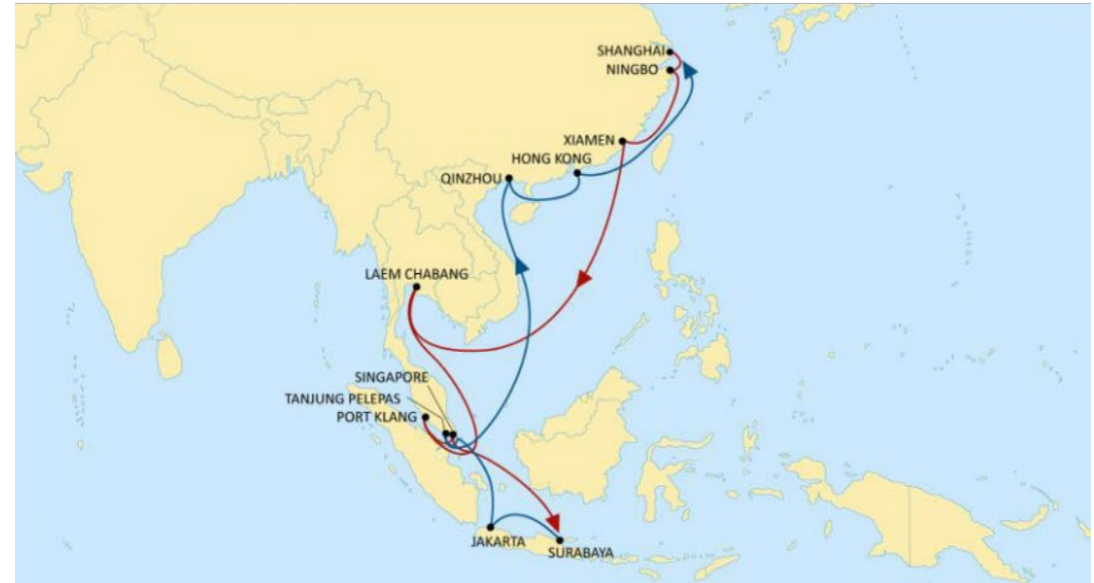 SHANGHAI
NINGBO
XIAMEN
HONG KONG
QINZHOU
LAEM CHABANG
SINGAPORE
TANJUNG PELEPAS
PORT KLANG
JAKARTA
SURABAYA